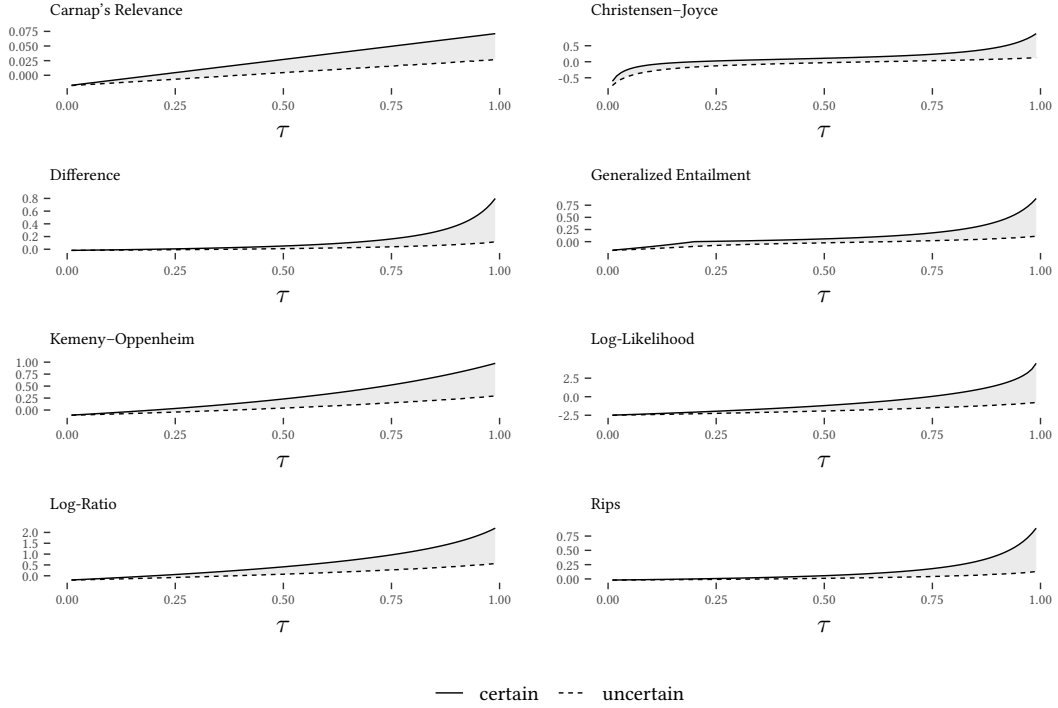 Carnap's Relevance
0.075
0.050
0.025
0.000
0.00 0.25 0.50 0.75 1.00
τ
Christensen–Joyce
0.5
0.0
-0.5
0.00 0.25 0.50 0.75 1.00
τ
Difference
0.8
0.6
0.4
0.2
0.0
0.00 0.25 0.50 0.75 1.00
τ
Generalized Entailment
0.75
0.50
0.25
0.00
0.00 0.25 0.50 0.75 1.00
τ
Kemeny–Oppenheim
1.00
0.75
0.50
0.25
0.00
0.00 0.25 0.50 0.75 1.00
τ
Log-Likelihood
2.5
0.0
-2.5
0.00 0.25 0.50 0.75 1.00
τ
Log-Ratio
2.0
1.5
1.0
0.5
0.0
0.00 0.25 0.50 0.75 1.00
τ
Rips
0.75
0.50
0.25
0.00
0.00 0.25 0.50 0.75 1.00
τ
certain uncertain